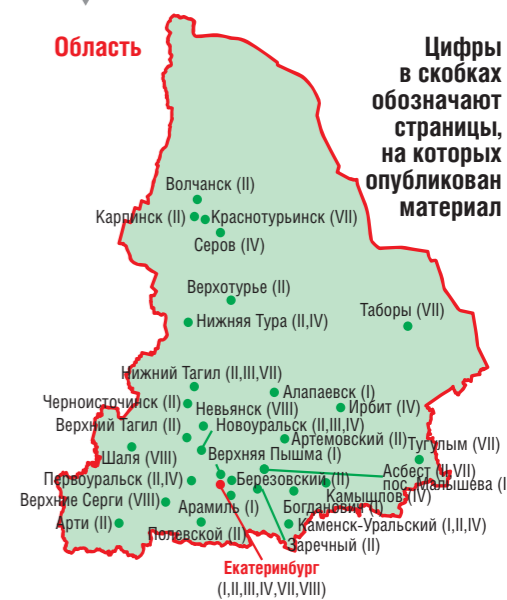 Область
Цифры
в скобках
обозначают
страницы,
на которых
опубликован
материал
Волчанск (II)
Карпинск (II)
Краснотурьинск (VII)
Серов (IV)
Верхотурье (II)
Таборы (VII)
Нижняя Тура (II,IV)
Нижний Тагил (II,III,VII)
Алапаевск (I)
Черноисточинск (II)
Ирбит (IV)
Невьянск (VIII)
Верхний Тагил (II)
Новоуральск (II,III,IV)
Артемовский (II)
Тугулым (VII)
Шаля (VIII)
Верхняя Пышма (I)
Асбест (II,VII)
пос. Малышева (I
Первоуральск (II,IV)
Березовский (II)
Камышлов (IV)
Верхние Серги (VIII)
Арамиль (I)
Богданович (I)
Арти (II)
Каменск-Уральский (I,II,IV)
Полевской (II)
Заречный (II)
Екатеринбург
(I,II,III,IV,VII,VIII)